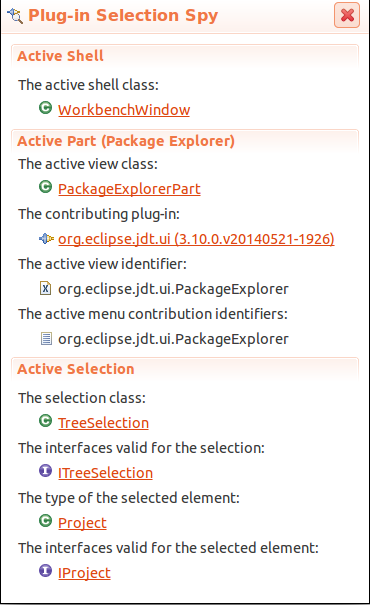 Plug-in Selection Spy
Active Shell
The active shell class:
WorkbenchWindow
Active Part (Package Explorer)
The active view class:
PackageExplorerPart
The contributing plug-in:
org.eclipse.jdt.ui (3.10.0.v20140521-1926)
The active view identifier:
org.eclipse.jdt.ui.PackageExplorer
The active menu contribution identifiers:
org.eclipse.jdt.ui.PackageExplorer
Active Selection
The selection class:
TreeSelection
The interfaces valid for the selection:
ITreeSelection
The type of the selected element:
Project
The interfaces valid for the selected element:
IProject